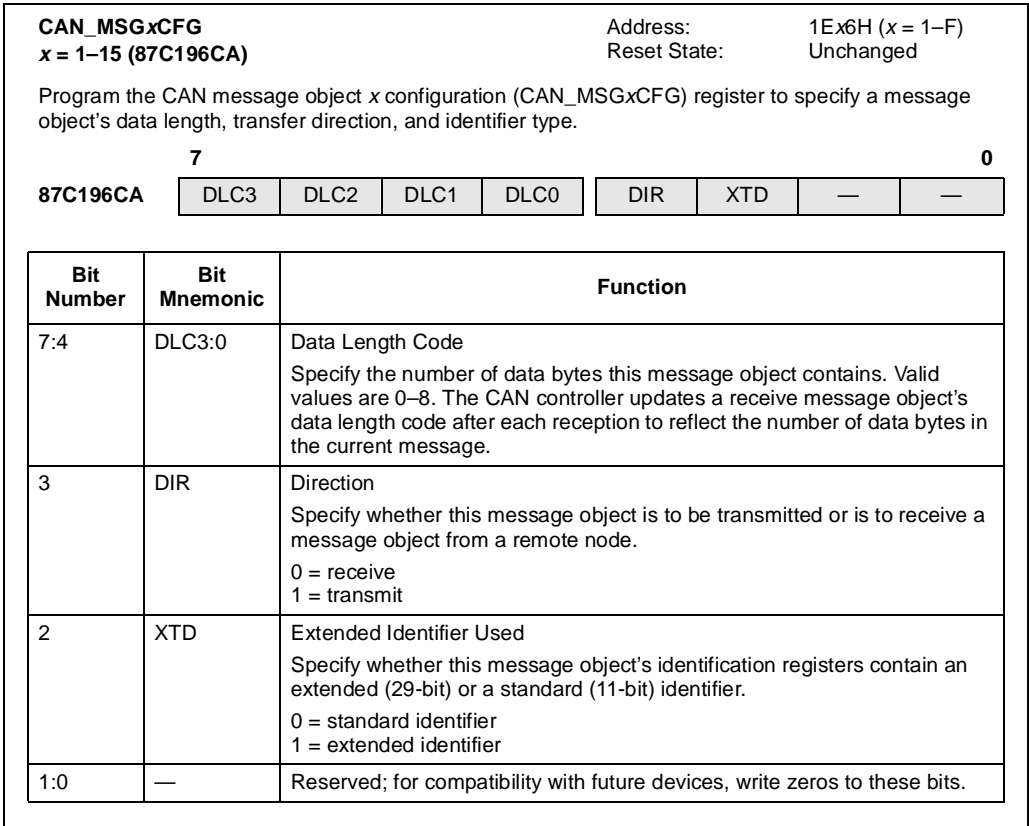 CAN_MSGxCFG Address: 1Ex6H (x = 1–F)
x = 1–15 (87C196CA) Reset State: Unchanged
Program the CAN message object x configuration (CAN_MSGxCFG) register to specify a message
object's data length, transfer direction, and identifier type.
7 0
87C196CA DLC3 DLC2 DLC1 DLC0 DIR XTD — —
Bit Number Bit Mnemonic Function
7:4 DLC3:0 Data Length Code
Specify the number of data bytes this message object contains. Valid
values are 0–8. The CAN controller updates a receive message object's
data length code after each reception to reflect the number of data bytes in
the current message.
3 DIR Direction
Specify whether this message object is to be transmitted or is to receive a
message object from a remote node.
0 = receive
1 = transmit
2 XTD Extended Identifier Used
Specify whether this message object's identification registers contain an
extended (29-bit) or a standard (11-bit) identifier.
0 = standard identifier
1 = extended identifier
1:0 — Reserved; for compatibility with future devices, write zeros to these bits.